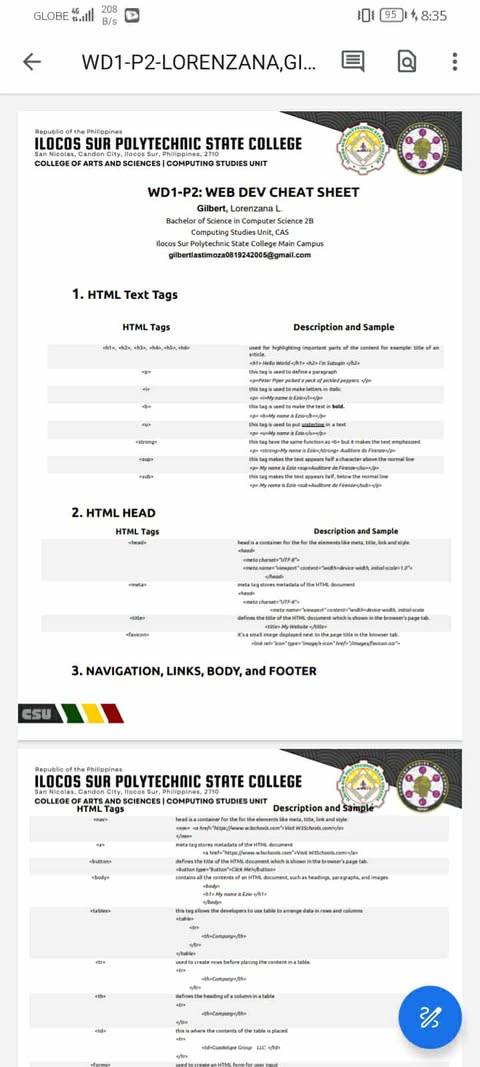 GLOBE 4G 208 B/s 95 8:35
WD1-P2-LORENZANA,GI...
Republic of the Philippines
ILOCOS SUR POLYTECHNIC STATE COLLEGE
San Nicolas, Candon City, Ilocos Sur, Philippines, 2710
COLLEGE OF ARTS AND SCIENCES | COMPUTING STUDIES UNIT
WD1-P2: WEB DEV CHEAT SHEET
Gilbert, Lorenzana L.
Bachelor of Science in Computer Science 2B
Computing Studies Unit, CAS
Ilocos Sur Polytechnic State College Main Campus
gilbertlastimoza0819242005@gmail.com
1. HTML Text Tags
HTML Tags Description and Sample
<h1>, <h2>, <h3>, <h4>,<h5>,<h6> used for highlighting important parts of the content for example: title of an
article.
<h1> Hello World</h1> <h2> I'm Subzujin </h2>
<p> this tag is used to define a paragraph
<p>Peter Piper picked a peck of pickled peppers. </p>
<i> this tag is used to make letters in italic.
<p> <i>My name is Ezio</i></p>
<b> this tag is used to make the text in bold.
<p> <b>My name is Ezio</b></p>
<u> this tag is used to put underline in a text
<p> <u>My name is Ezio</u></p>
<strong> this tag have the same function as <b> but it makes the text emphasized
<p> <strong>My name is Ezio</strong> Auditore da Firenze</p>
<sup> this tag makes the text appears half a character above the normal line
<p> My name is Ezio <sup>Auditore da Firenze</su></p>
<sub> this tag makes the text appears half, below the normal line
<p> My name is Ezio <sub>Auditore da Firenze</sub></p>
2. HTML HEAD
HTML Tags Description and Sample
<head> head is a container for the for the elements like meta, title, link and style.
<head>
<meta charset="UTF-8">
<meta name="viewport" content="width=device-width, initial-scale=1.0">
</head>
<meta> meta tag stores metadata of the HTML document
<head>
<meta charset="UTF-8">
<meta name="viewport" content="width=device-width, initial-scale
<title> defines the title of the HTML document which is shown in the browser's page tab.
<title> My Website </title>
<favicon> it's a small image displayed next to the page title in the browser tab.
<link rel="icon" type="image/x-icon" href="/images/favicon.ico">
3. NAVIGATION, LINKS, BODY, and FOOTER
CSU
Republic of the Philippines
ILOCOS SUR POLYTECHNIC STATE COLLEGE
San Nicolas, Candon City, Ilocos Sur, Philippines, 2710
COLLEGE OF ARTS AND SCIENCES | COMPUTING STUDIES UNIT
HTML Tags Description and Sample
<nav> head is a container for the for the elements like meta, title, link and style.
<nav> <a href="https://www.w3schools.com">Visit W3Schools.com!</a>
</nav>
<a> meta tag stores metadata of the HTML document
<a href="https://www.w3schools.com">Visit W3Schools.com!</a>
<button> defines the title of the HTML document which is shown in the browser's page tab.
<button type="button">Click Me!</button>
<body> contains all the contents of an HTML document, such as headings, paragraphs, and images
<body>
<h1> My name is Ezio </h1>
</body>
<tables> this tag allows the developers to use table to arrange data in rows and columns
<table>
<tr>
<th>Company</th>
</tr>
</table>
<tr> used to create rows before placing the content in a table.
<tr>
<th>Company</th>
</tr>
<th> defines the heading of a column in a table
<tr>
<th>Company</th>
</tr>
<td> this is where the contents of the table is placed
<tr>
<td>Guadalupe Group LLC. </td>
</tr>
<forms> used to create an HTML form for user input